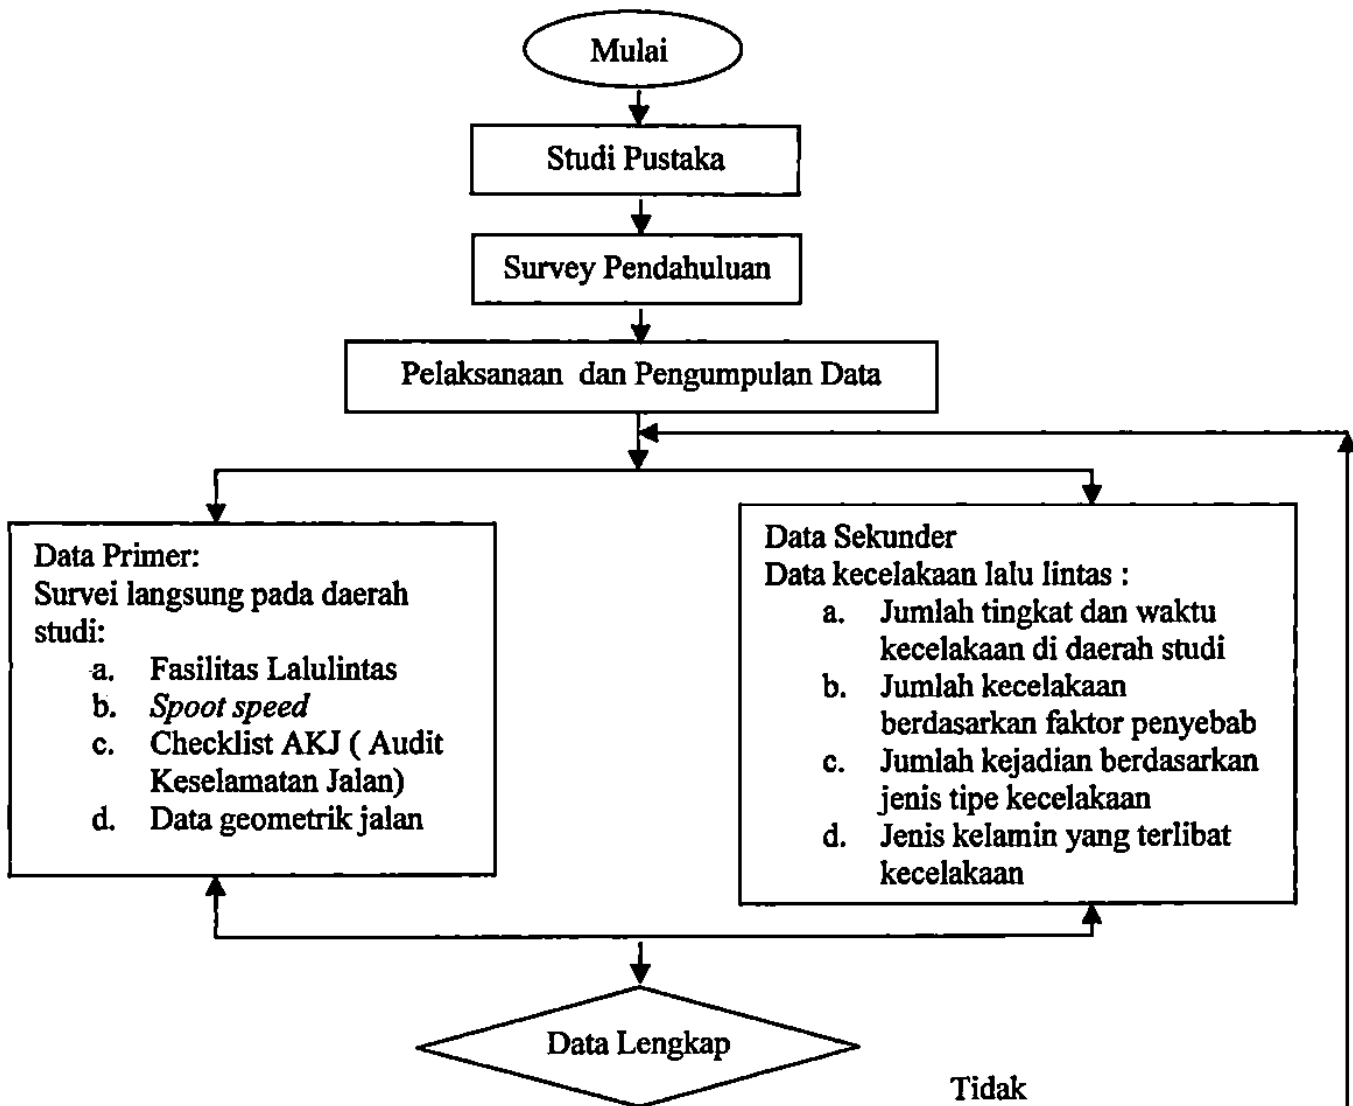 Mulai
Studi Pustaka
Survey Pendahuluan
Pelaksanaan dan Pengumpulan Data
Data Primer:
Survei langsung pada daerah
studi:
a. Fasilitas Lalulintas
b. Spoot speed
c. Checklist AKJ ( Audit
Keselamatan Jalan)
d. Data geometrik jalan
Data Sekunder
Data kecelakaan lalu lintas :
a. Jumlah tingkat dan waktu
kecelakaan di daerah studi
b. Jumlah kecelakaan
berdasarkan faktor penyebab
c. Jumlah kejadian berdasarkan
jenis tipe kecelakaan
d. Jenis kelamin yang terlibat
kecelakaan
Data Lengkap
Tidak